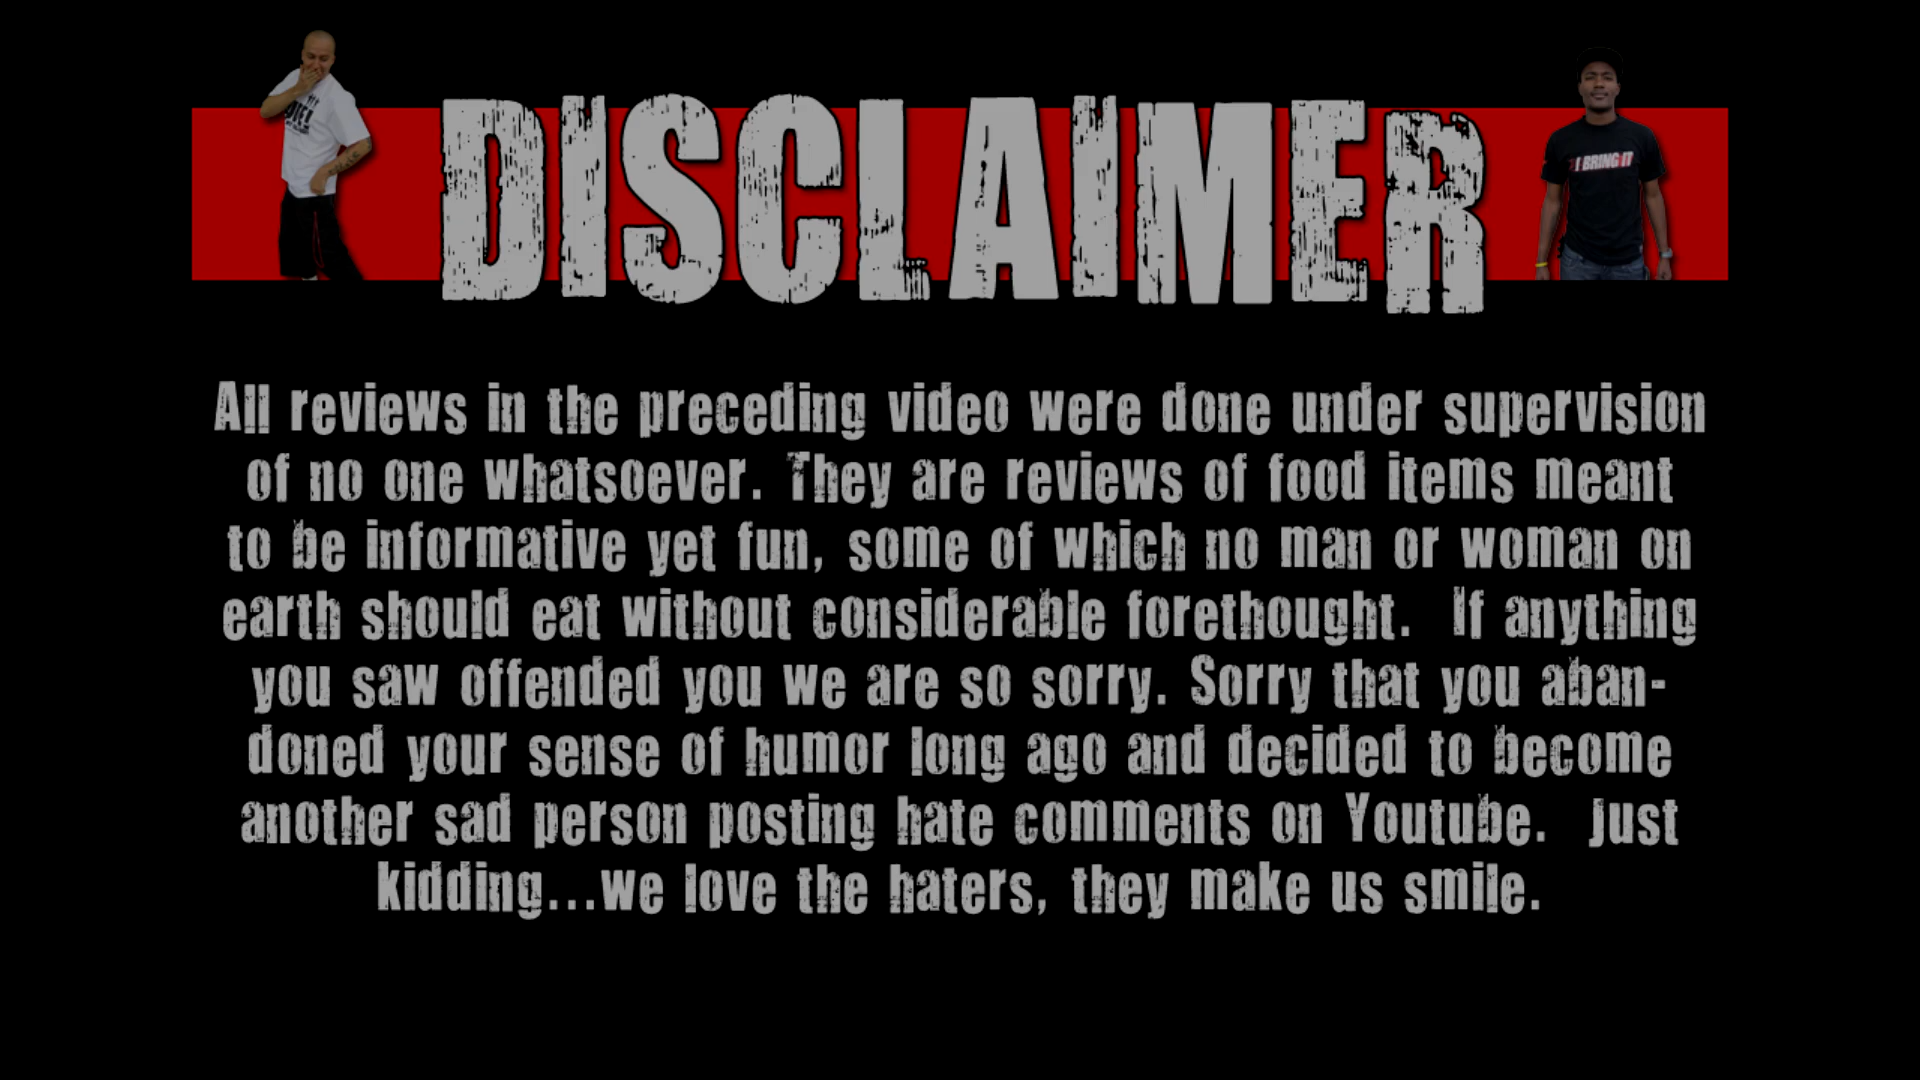 DISCLAIMER
I BRING IT
All reviews in the preceding video were done under supervision
of no one whatsoever. They are reviews of food items meant
to be informative yet fun, some of which no man or woman on
earth should eat without considerable forethought. If anything
you saw offended you we are so sorry. Sorry that you aban-
doned your sense of humor long ago and decided to become
another sad person posting hate comments on Youtube. Just
kidding...we love the haters, they make us smile.